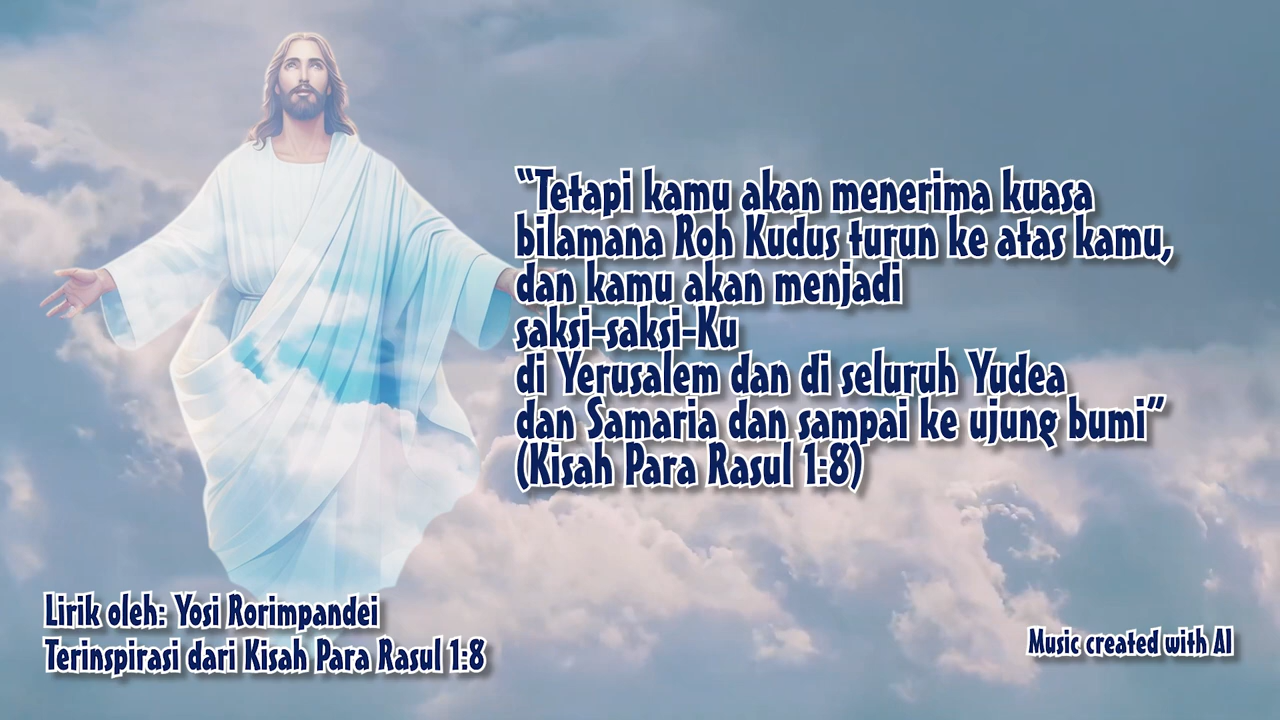 “Tetapi kamu akan menerima kuasa
bilamana Roh Kudus turun ke atas kamu,
dan kamu akan menjadi
saksi-saksi-Ku
di Yerusalem dan di seluruh Yudea
dan Samaria dan sampai ke ujung bumi”
(Kisah Para Rasul 1:8)
Lirik oleh: Yosi Rorimpandei
Terinspirasi dari Kisah Para Rasul 1:8
Music created with AI